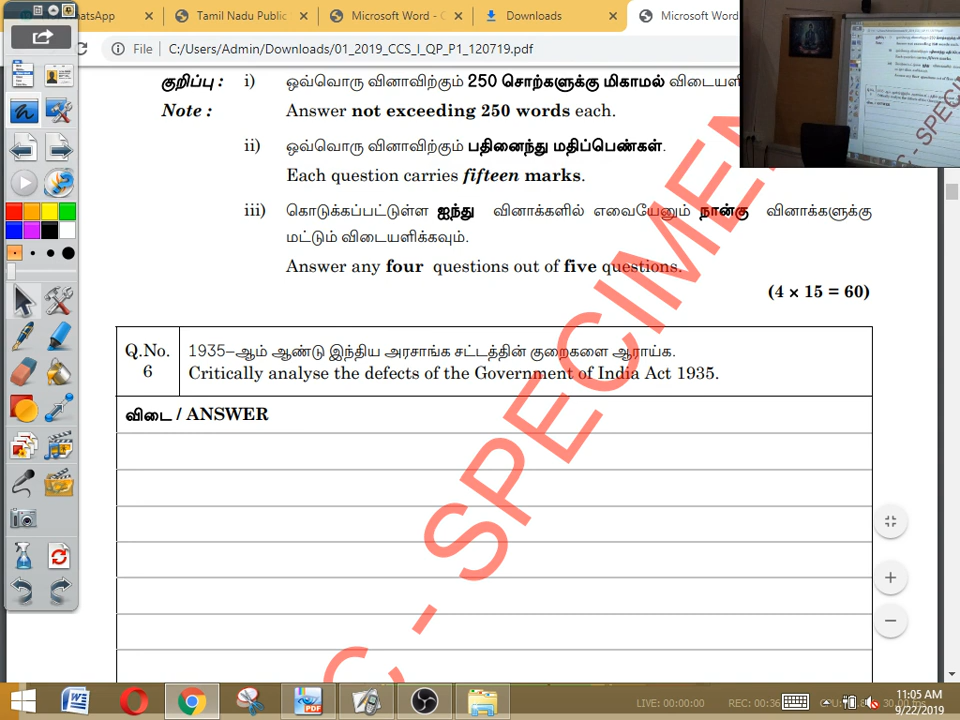 WhatsApp
Tamil Nadu Public
Microsoft Word - C
Downloads
Microsoft Word
File
C:/Users/Admin/Downloads/01_2019_CCS_I_QP_P1_120719.pdf
குறிப்பு : i) ஒவ்வொரு வினாவிற்கும் 250 சொற்களுக்கு மிகாமல்
Note : Answer not exceeding 250 words each.
ii) ஒவ்வொரு வினாவிற்கும் பதினைந்து மதிப்பெண்கள்.
Each question carries fifteen marks.
iii) கொடுக்கப்பட்டுள்ள ஐந்து வினாக்களில் எவையேனும் நான்கு வினாக்களுக்கு
மட்டும் விடையளிக்கவும்.
Answer any four questions out of five questions.
(4 × 15 = 60)
Q.No.
6
1935–ஆம் ஆண்டு இந்திய அரசாங்க சட்டத்தின் குறைகளை ஆராய்க.
Critically analyse the defects of the Government of India Act 1935.
விடை / ANSWER
C - SPECIMEN
LIVE: 00:00:00
REC: 00:36
30.00 fps
11:05 AM
9/22/2019